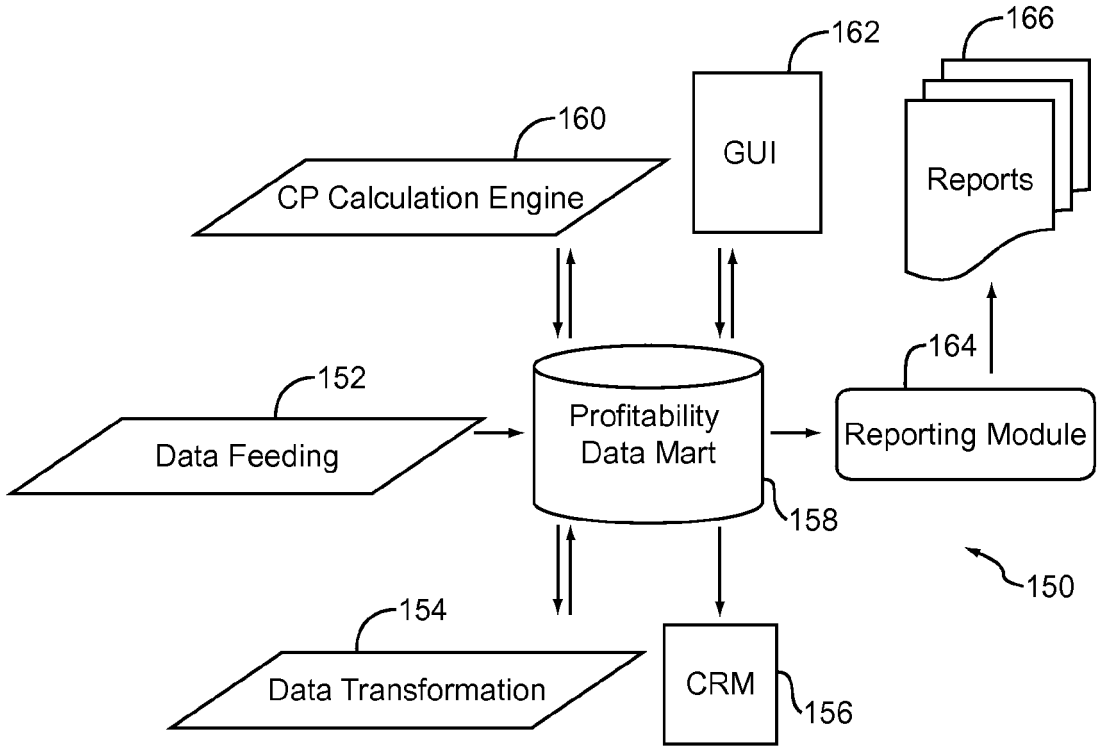 166
162
160
GUI
Reports
CP Calculation Engine
164
152
Profitability
Data Mart
Reporting Module
Data Feeding
158
150
154
Data Transformation
CRM
156